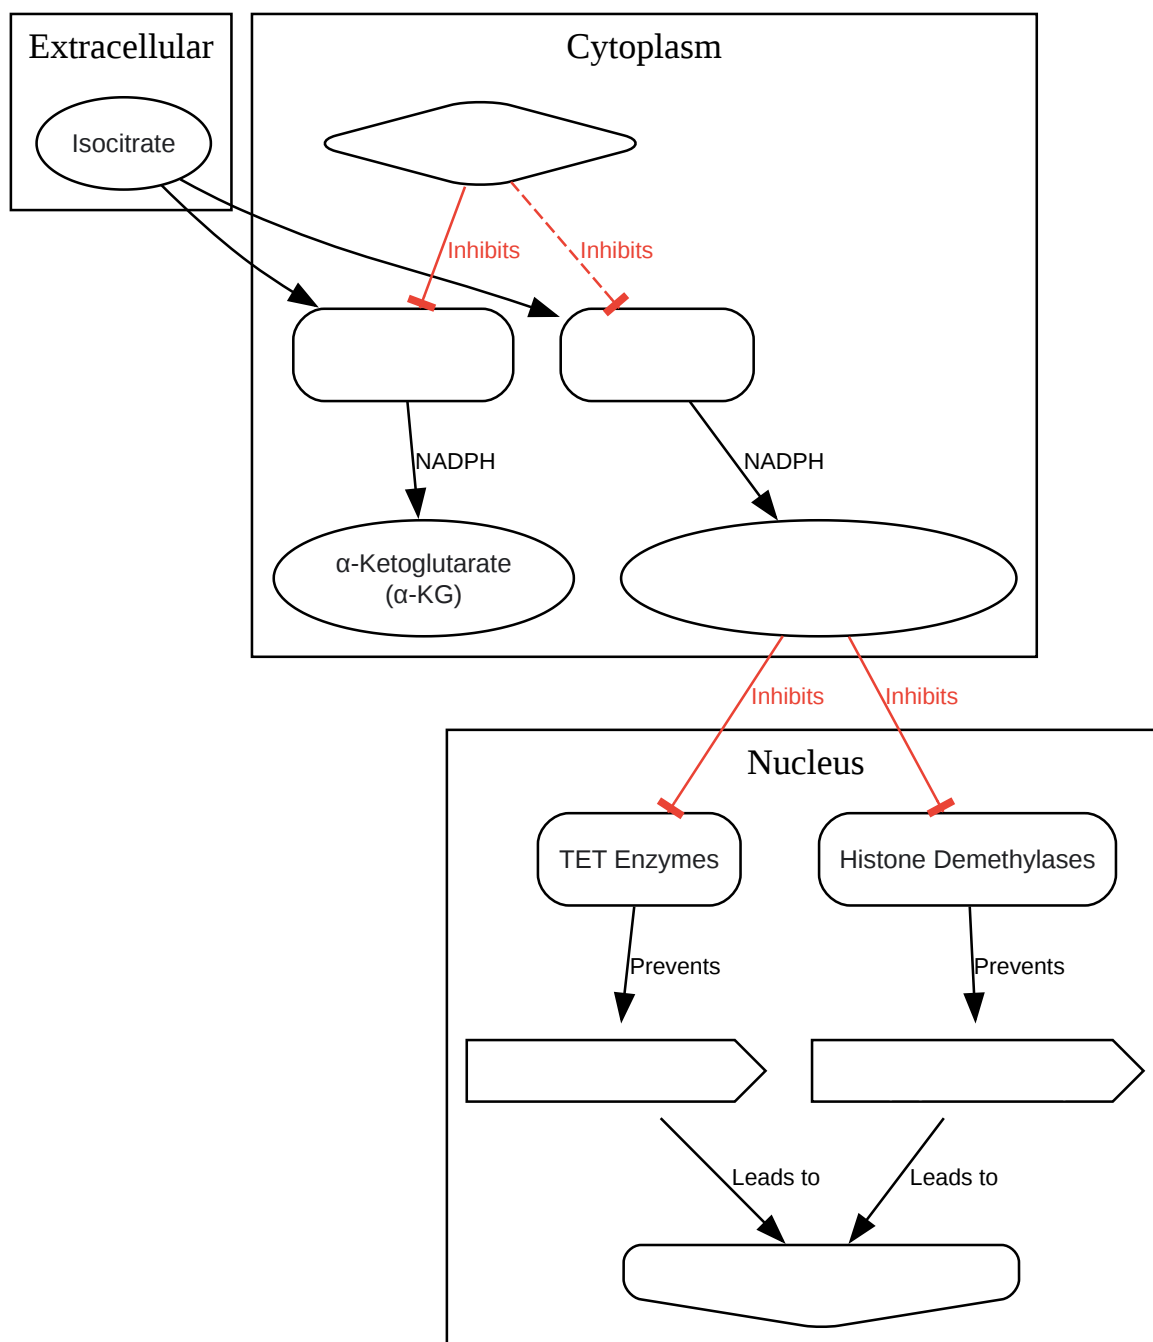 Extracellular
Cytoplasm
Isocitrate
Inhibits
Inhibits
NADPH
NADPH
α-Ketoglutarate
(α-KG)
Inhibits
Inhibits
Nucleus
TET Enzymes
Histone Demethylases
Prevents
Prevents
Leads to
Leads to